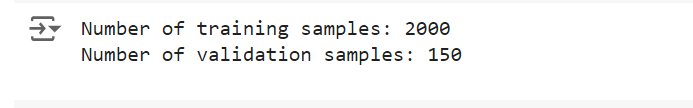 Number of training samples: 2000
Number of validation samples: 150